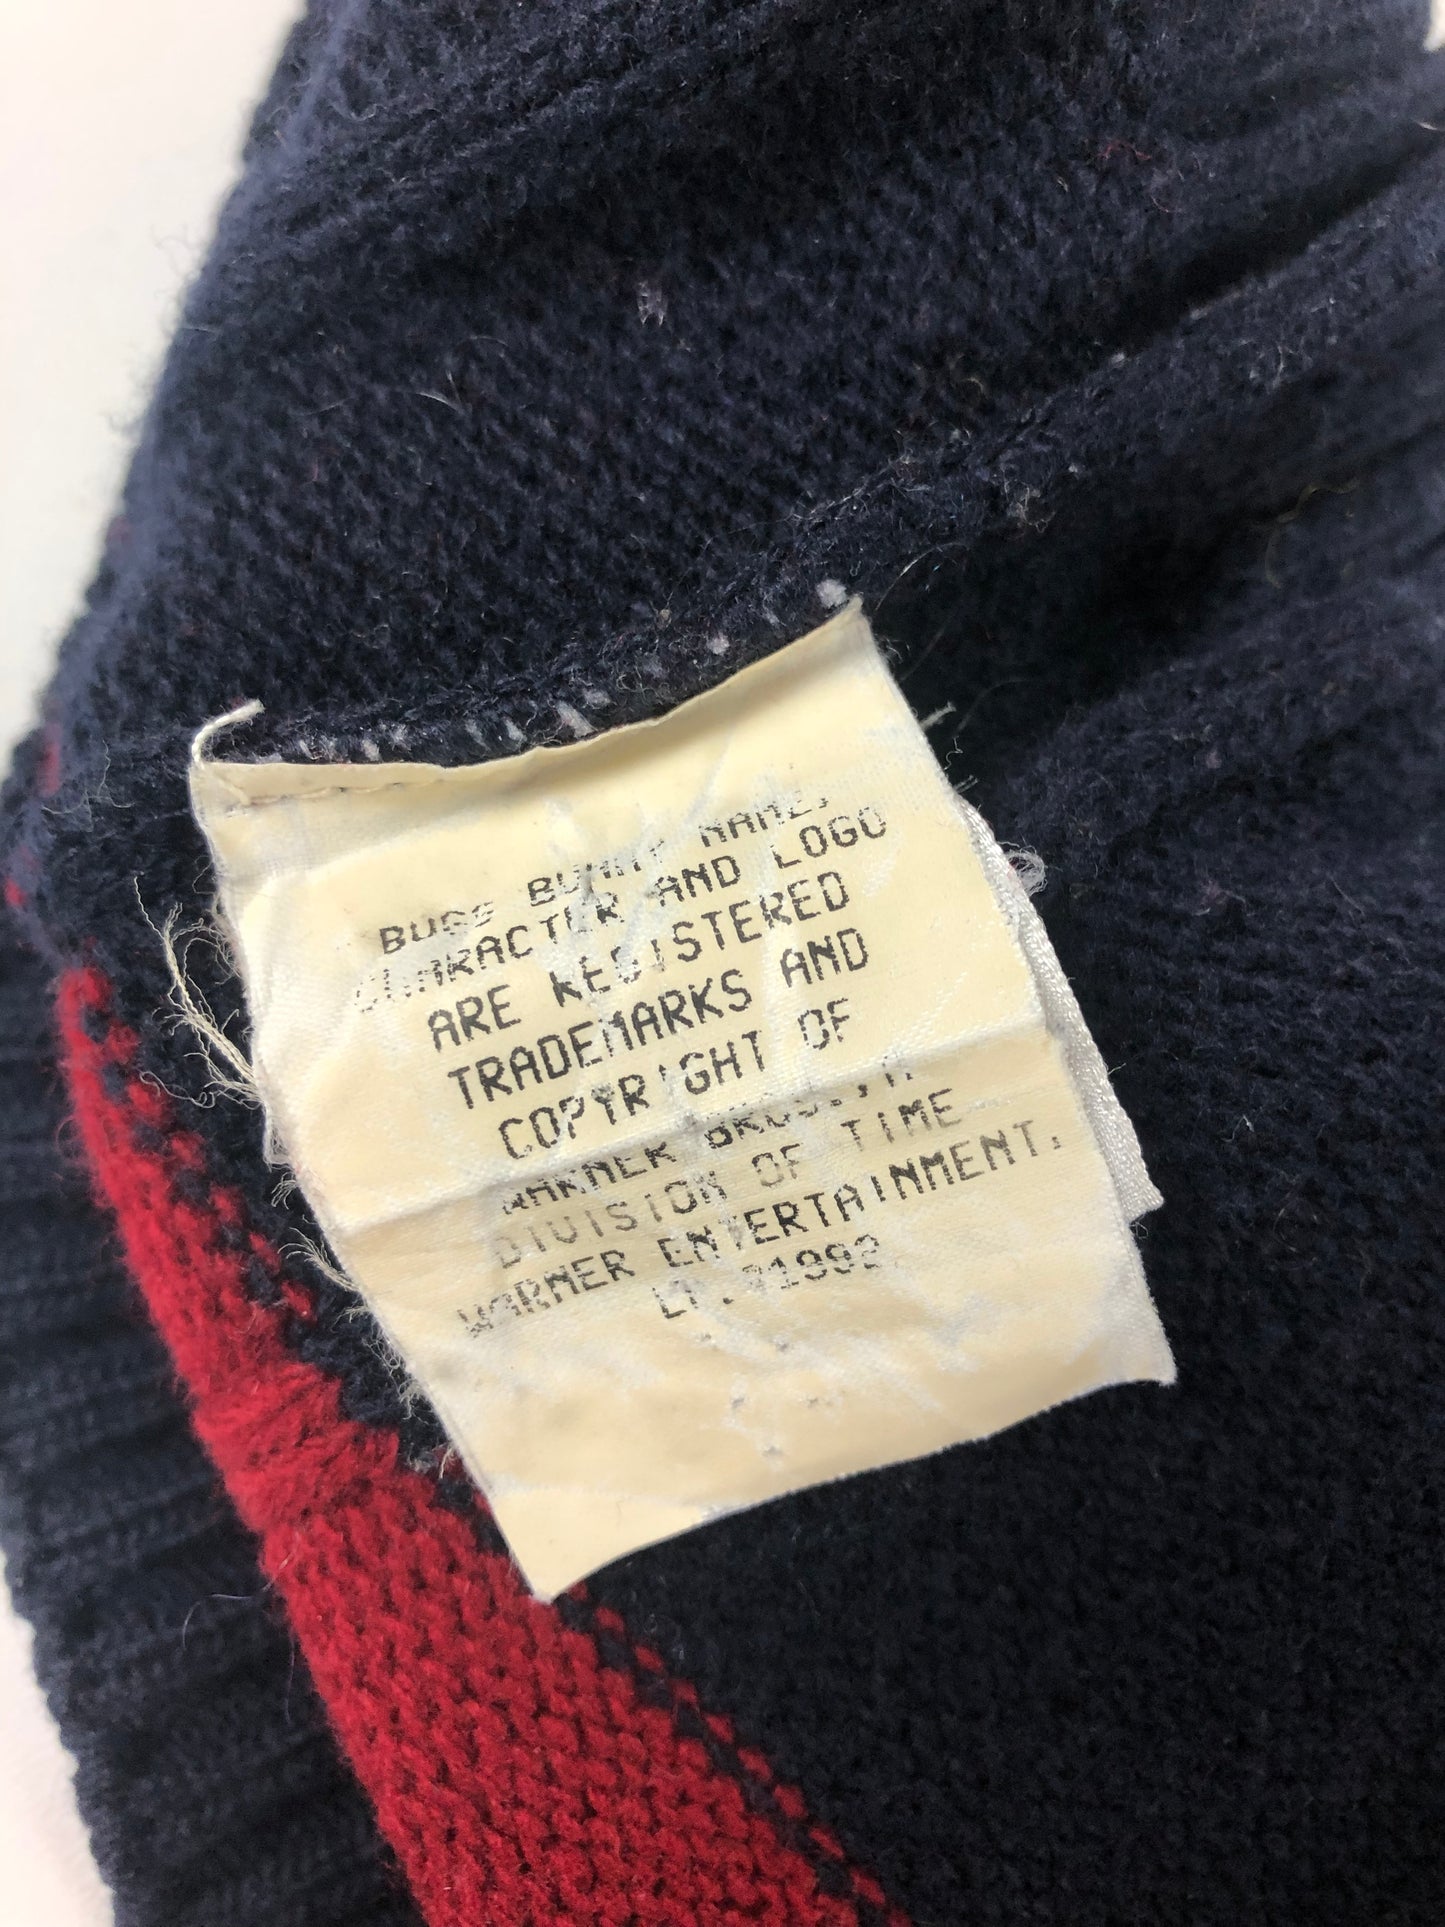 BUGS BUNNY NAME,
CHARACTER AND LOGO
ARE REGISTERED
TRADEMARKS AND
COPYRIGHT OF
WARNER BROS., A
DIVISION OF TIME
WARNER ENTERTAINMENT.
1992